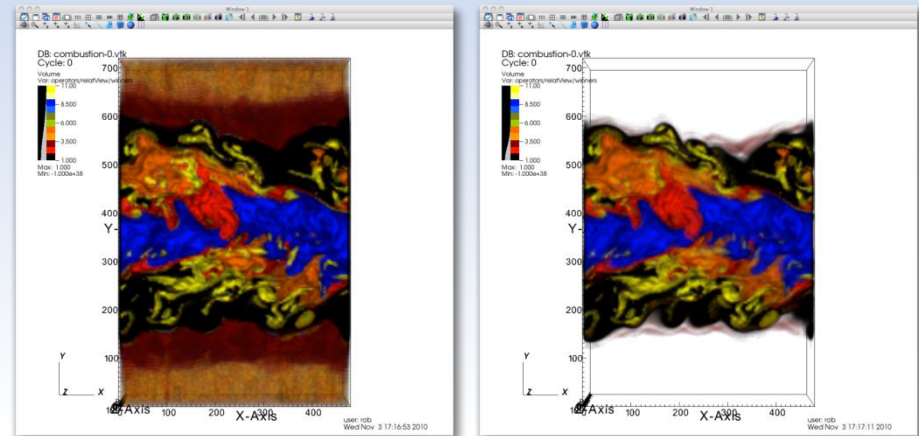 Window 1
DB: combustion-0.vtk
Cycle: 0
Volume
Var: operators/relatView/winners
11.00
8.500
6.000
3.500
1.000
Max: 1.000
Min: -1.000e+38
700
600
500
400
Y-
300
200
100
Y
Z X
100
200
300
400
X-Axis
user: rob
Wed Nov 3 17:16:53 2010
Window 1
DB: combustion-0.vtk
Cycle: 0
Volume
Var: operators/relatView/winners
11.00
8.500
6.000
3.500
1.000
Max: 1.000
Min: -1.000e+38
700
600
500
400
Y-
300
200
100
Y
Z X
100
200
300
400
X-Axis
user: rob
Wed Nov 3 17:17:11 2010